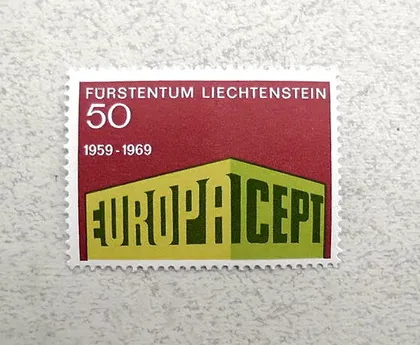 FÜRSTENTUM LIECHTENSTEIN
50
1959-1969
EUROPA CEPT